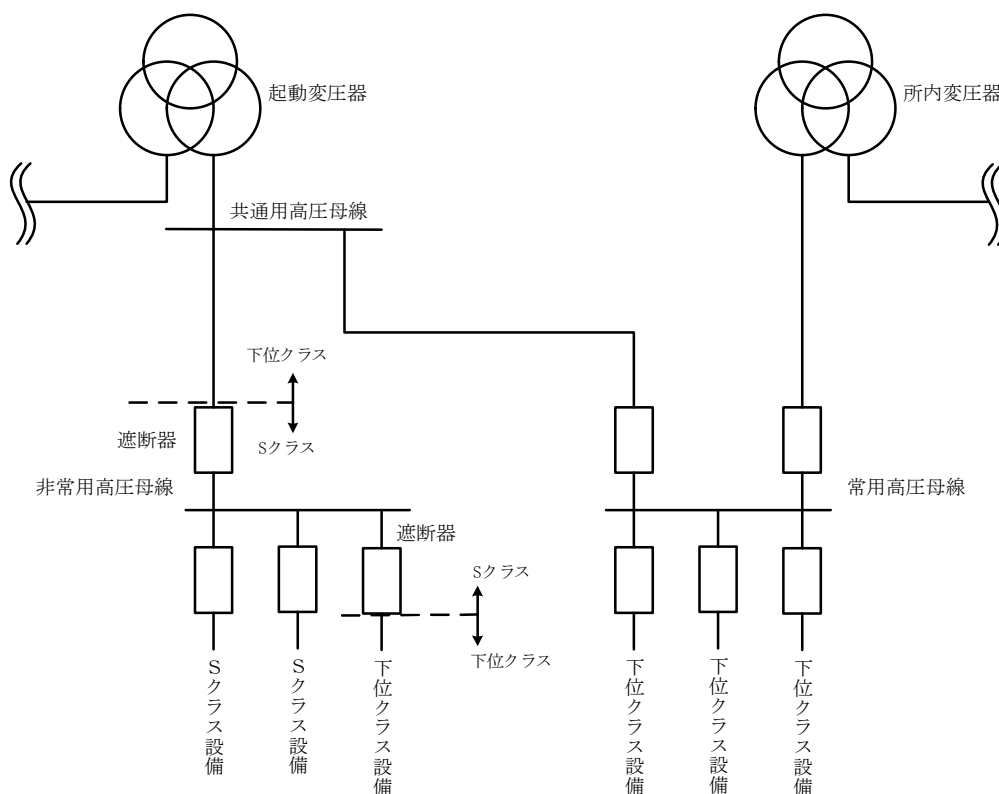 起動変圧器
所内変圧器
共通用高圧母線
下位クラス
Sクラス
遮断器
非常用高圧母線
常用高圧母線
遮断器
Sクラス
下位クラス
Sクラス設備
Sクラス設備
下位クラス設備
下位クラス設備
下位クラス設備
下位クラス設備